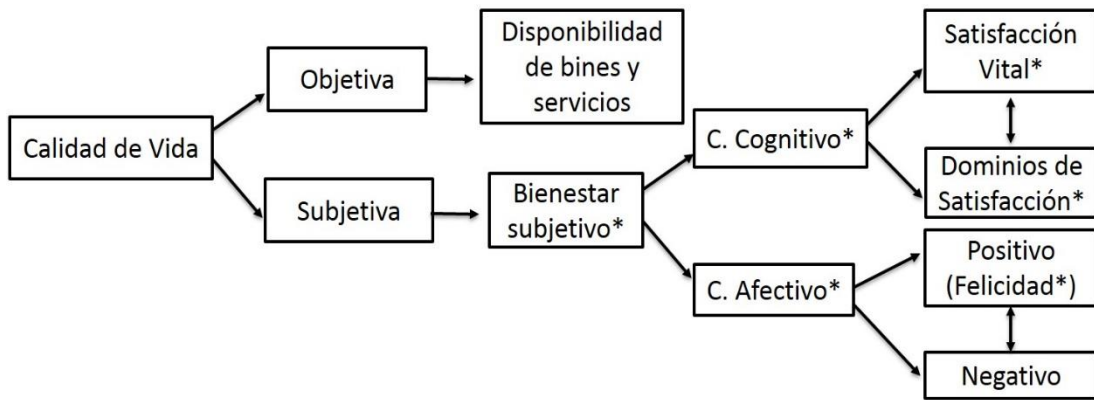 Calidad de Vida
Objetiva
Subjetiva
Disponibilidad
de bines y
servicios
Bienestar
subjetivo*
C. Cognitivo*
C. Afectivo*
Satisfacción
Vital*
Dominios de
Satisfacción*
Positivo
(Felicidad*)
Negativo